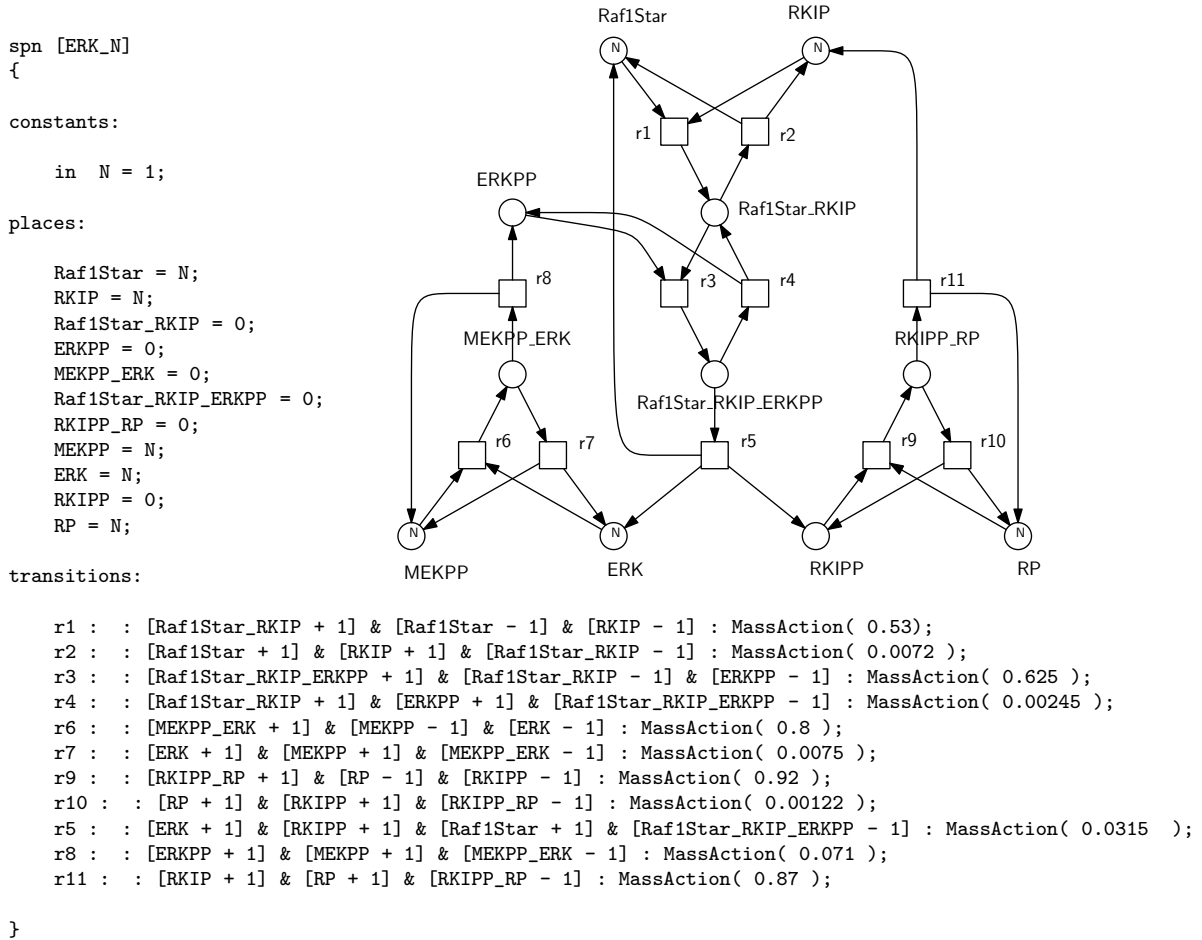 spn [ERK_N]
{
constants:
in  N = 1;
places:
Raf1Star = N;
RKIP = N;
Raf1Star_RKIP = 0;
ERKPP = 0;
MEKPP_ERK = 0;
Raf1Star_RKIP_ERKPP = 0;
RKIPP_RP = 0;
MEKPP = N;
ERK = N;
RKIPP = 0;
RP = N;
Raf1Star
RKIP
N
N
r1
r2
ERKPP
Raf1Star_RKIP
r8
r3
r4
r11
MEKPP_ERK
RKIPP_RP
Raf1Star_RKIP_ERKPP
r6
r7
r5
r9
r10
N
N
N
MEKPP
ERK
RKIPP
RP
transitions:
r1 :  : [Raf1Star_RKIP + 1] & [Raf1Star - 1] & [RKIP - 1] : MassAction( 0.53);
r2 :  : [Raf1Star + 1] & [RKIP + 1] & [Raf1Star_RKIP - 1] : MassAction( 0.0072 );
r3 :  : [Raf1Star_RKIP_ERKPP + 1] & [Raf1Star_RKIP - 1] & [ERKPP - 1] : MassAction( 0.625 );
r4 :  : [Raf1Star_RKIP + 1] & [ERKPP + 1] & [Raf1Star_RKIP_ERKPP - 1] : MassAction( 0.00245 );
r6 :  : [MEKPP_ERK + 1] & [MEKPP - 1] & [ERK - 1] : MassAction( 0.8 );
r7 :  : [ERK + 1] & [MEKPP + 1] & [MEKPP_ERK - 1] : MassAction( 0.0075 );
r9 :  : [RKIPP_RP + 1] & [RP - 1] & [RKIPP - 1] : MassAction( 0.92 );
r10 :  : [RP + 1] & [RKIPP + 1] & [RKIPP_RP - 1] : MassAction( 0.00122 );
r5 :  : [ERK + 1] & [RKIPP + 1] & [Raf1Star + 1] & [Raf1Star_RKIP_ERKPP - 1] : MassAction( 0.0315  );
r8 :  : [ERKPP + 1] & [MEKPP + 1] & [MEKPP_ERK - 1] : MassAction( 0.071 );
r11 :  : [RKIP + 1] & [RP + 1] & [RKIPP_RP - 1] : MassAction( 0.87 );
}